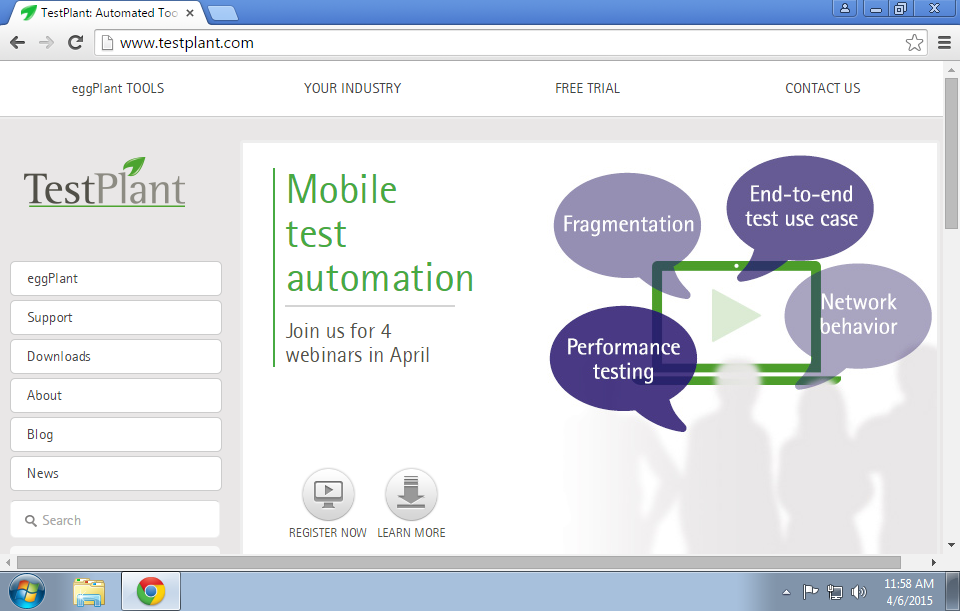 TestPlant: Automated Too
www.testplant.com
eggPlant TOOLS
YOUR INDUSTRY
FREE TRIAL
CONTACT US
TestPlant
eggPlant
Support
Downloads
About
Blog
News
Search
Mobile
test
automation
Join us for 4
webinars in April
REGISTER NOW
LEARN MORE
Fragmentation
End-to-end
test use case
Network
behavior
Performance
testing
11:58 AM
4/6/2015